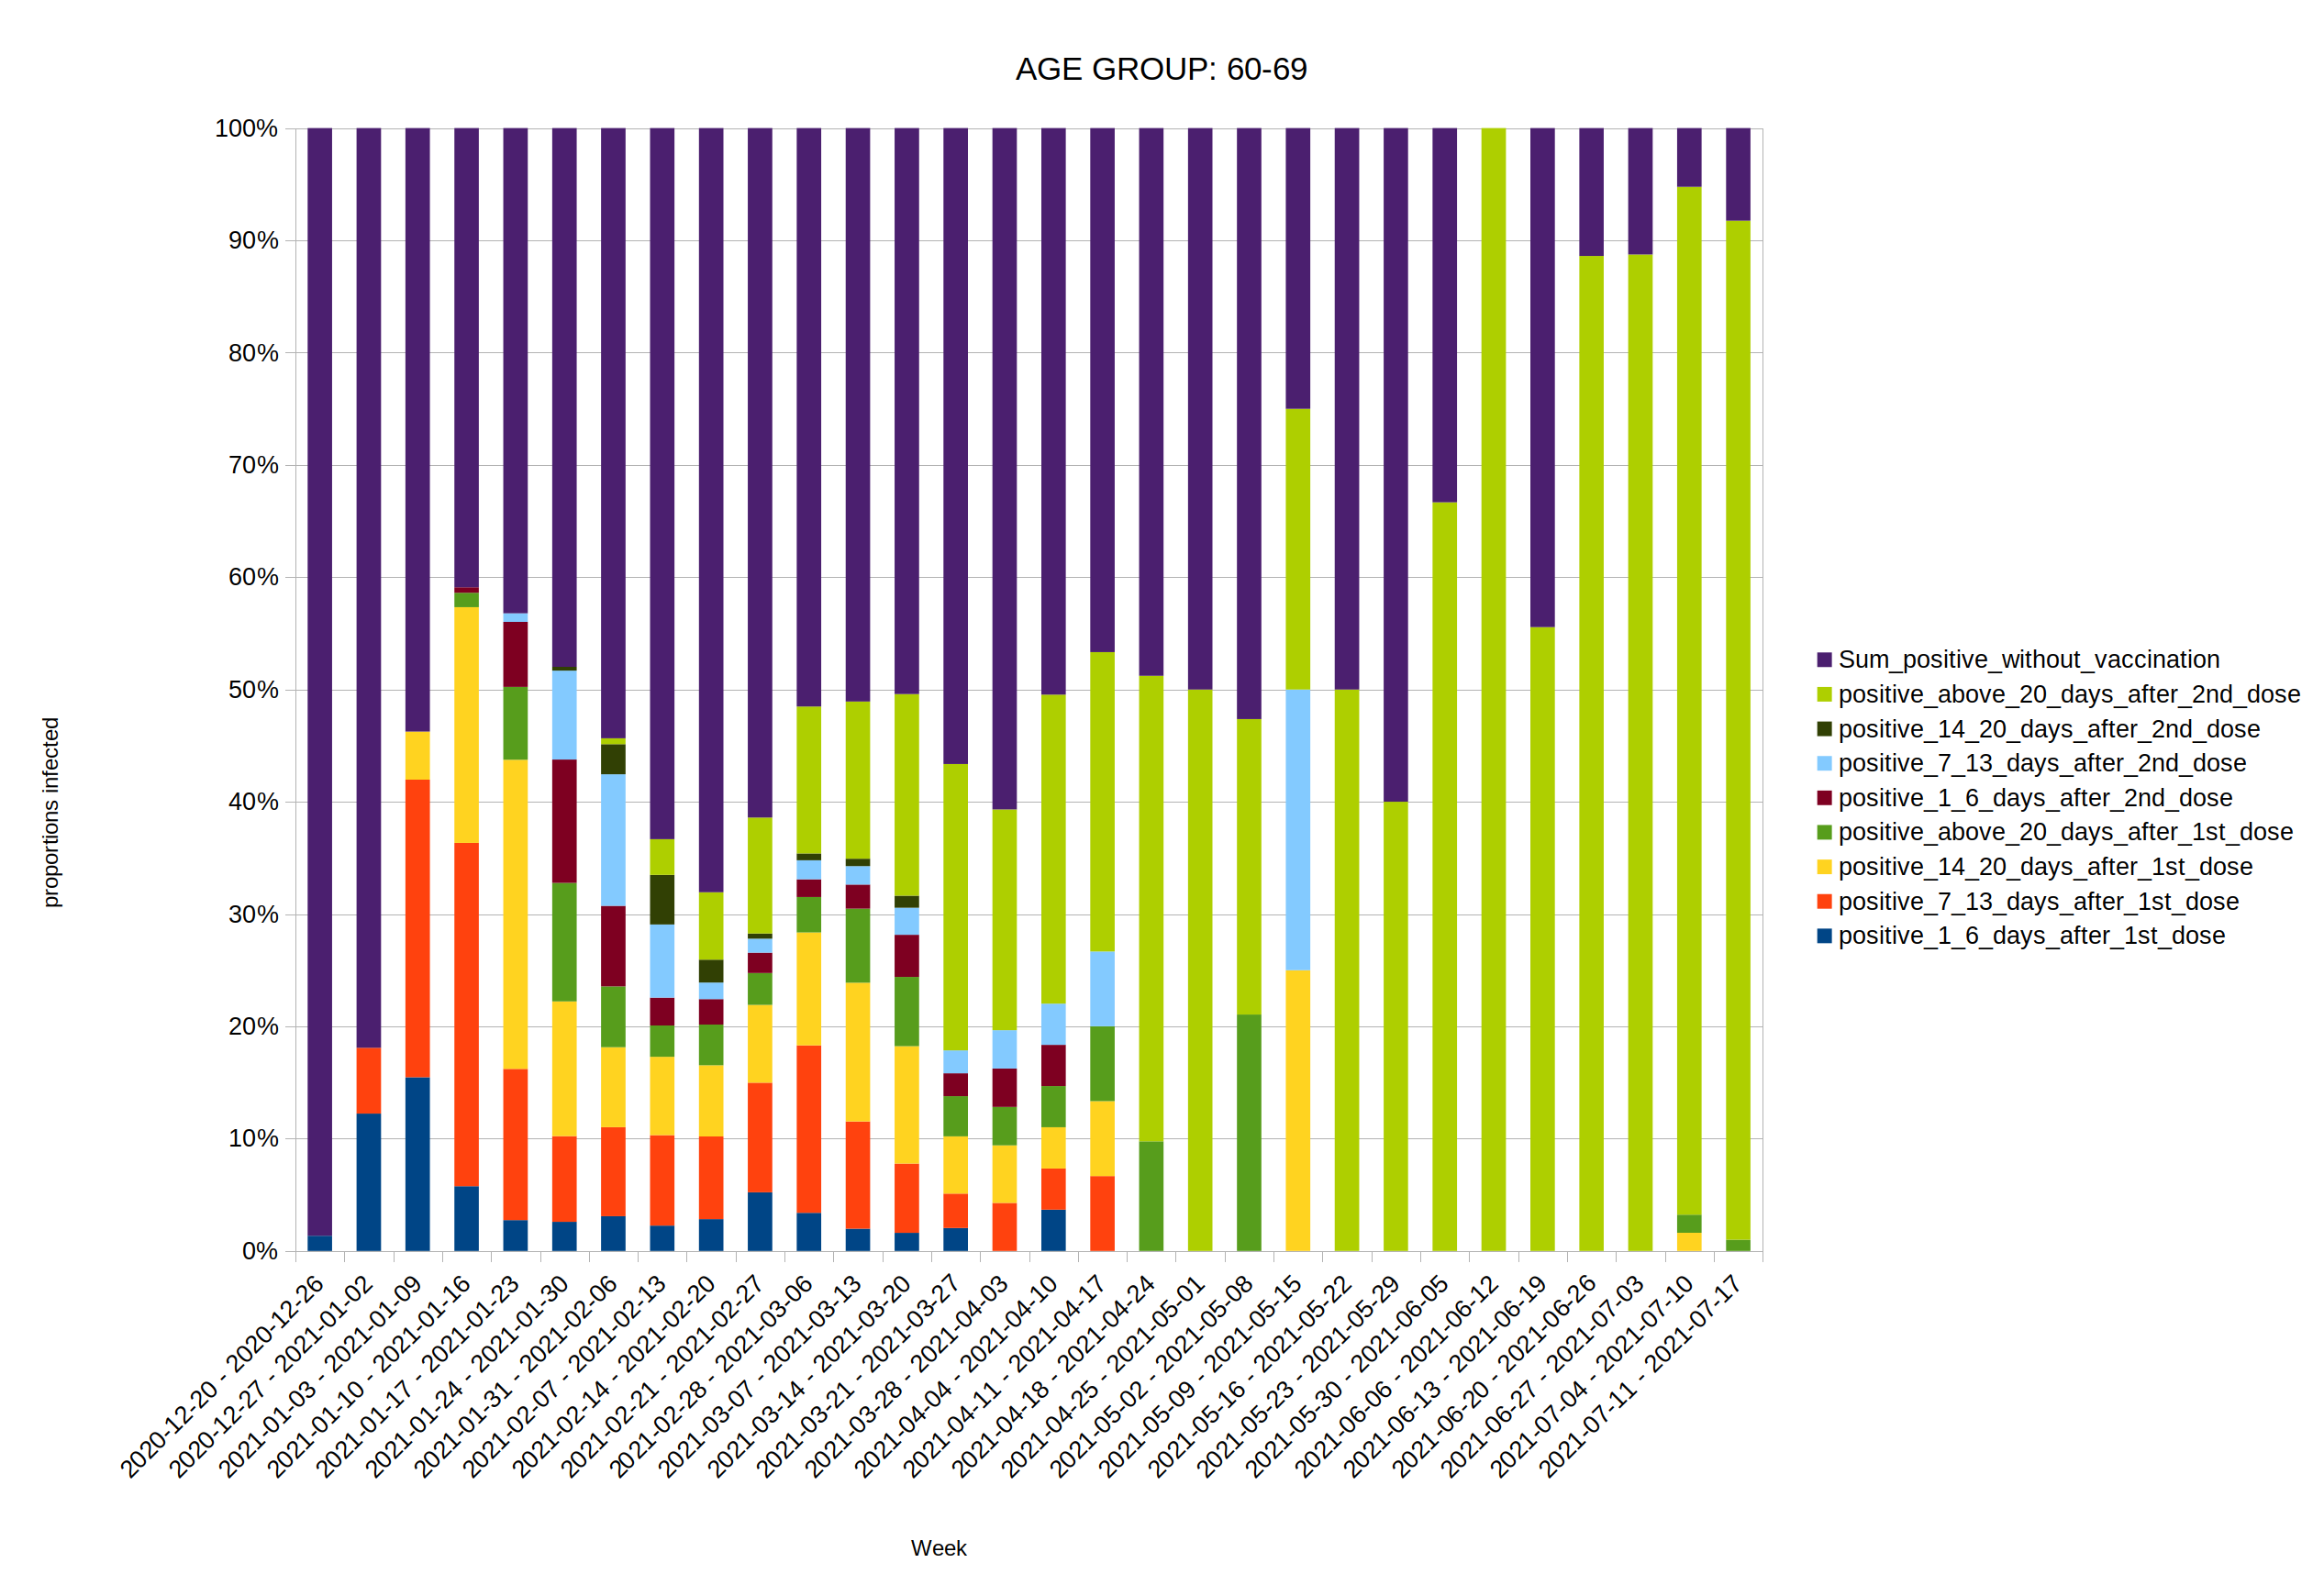 AGE GROUP: 60-69
100%
90%
80%
70%
60%
50%
40%
30%
20%
10%
0%
proportions infected
2020-12-20 - 2020-12-26
2020-12-27 - 2021-01-02
2021-01-03 - 2021-01-09
2021-01-10 - 2021-01-16
2021-01-17 - 2021-01-23
2021-01-24 - 2021-01-30
2021-01-31 - 2021-02-06
2021-02-07 - 2021-02-13
2021-02-14 - 2021-02-20
2021-02-21 - 2021-02-27
2021-02-28 - 2021-03-06
2021-03-07 - 2021-03-13
2021-03-14 - 2021-03-20
2021-03-21 - 2021-03-27
2021-03-28 - 2021-04-03
2021-04-04 - 2021-04-10
2021-04-11 - 2021-04-17
2021-04-18 - 2021-04-24
2021-04-25 - 2021-05-01
2021-05-02 - 2021-05-08
2021-05-09 - 2021-05-15
2021-05-16 - 2021-05-22
2021-05-23 - 2021-05-29
2021-05-30 - 2021-06-05
2021-06-06 - 2021-06-12
2021-06-13 - 2021-06-19
2021-06-20 - 2021-06-26
2021-06-27 - 2021-07-03
2021-07-04 - 2021-07-10
2021-07-11 - 2021-07-17
Week
Sum_positive_without_vaccination
positive_above_20_days_after_2nd_dose
positive_14_20_days_after_2nd_dose
positive_7_13_days_after_2nd_dose
positive_1_6_days_after_2nd_dose
positive_above_20_days_after_1st_dose
positive_14_20_days_after_1st_dose
positive_7_13_days_after_1st_dose
positive_1_6_days_after_1st_dose